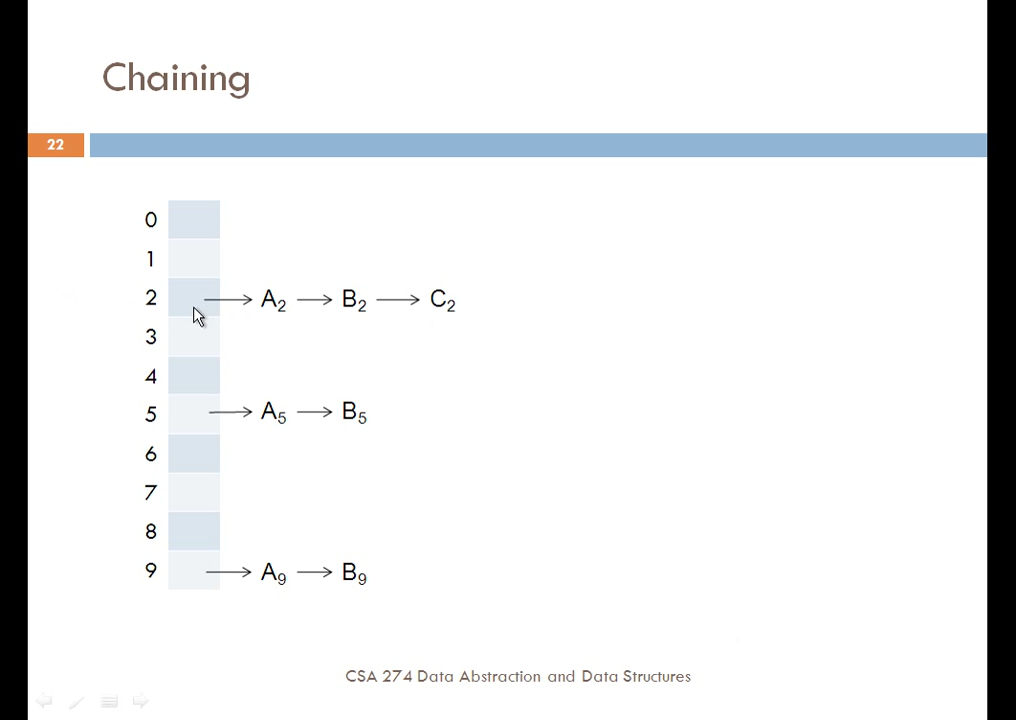 Chaining
22
0
1
2 A2 B2 C2
3
4
5 A5 B5
6
7
8
9 A9 B9
CSA 274 Data Abstraction and Data Structures